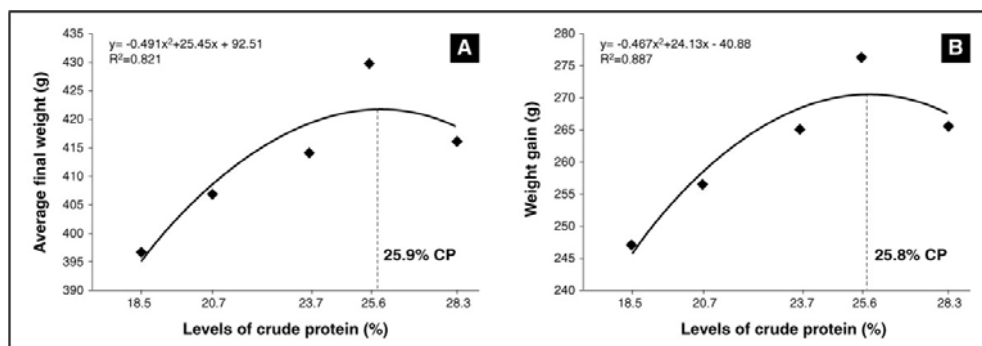 y= -0.491x²+25.45x + 92.51
R²=0.821
A
Average final weight (g)
435
430
425
420
415
410
405
400
395
390
25.9% CP
18.5 20.7 23.7 25.6 28.3
Levels of crude protein (%)
y= -0.467x²+24.13x - 40.88
R²=0.887
B
Weight gain (g)
280
275
270
265
260
255
250
245
240
25.8% CP
18.5 20.7 23.7 25.6 28.3
Levels of crude protein (%)